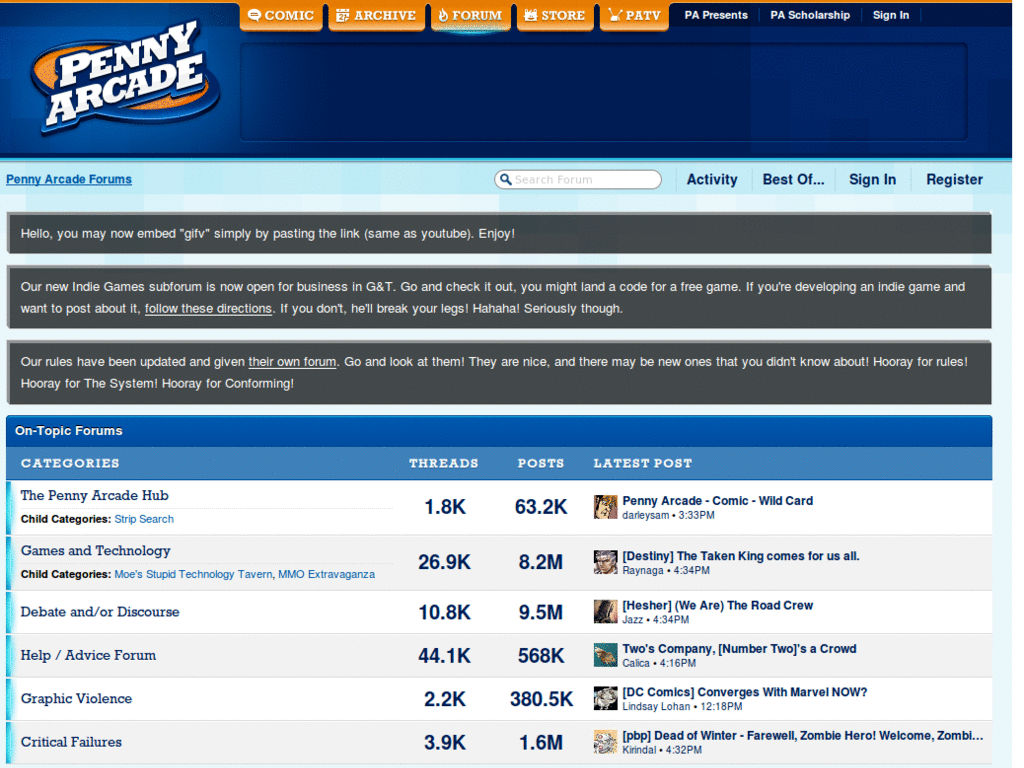 COMIC ARCHIVE FORUM STORE PATV PA Presents PA Scholarship Sign In
PENNY
ARCADE
Penny Arcade Forums Search Forum Activity Best Of... Sign In Register
Hello, you may now embed "gifv" simply by pasting the link (same as youtube). Enjoy!
Our new Indie Games subforum is now open for business in G&T. Go and check it out, you might land a code for a free game. If you're developing an indie game and
want to post about it, follow these directions. If you don't, he'll break your legs! Hahaha! Seriously though.
Our rules have been updated and given their own forum. Go and look at them! They are nice, and there may be new ones that you didn't know about! Hooray for rules!
Hooray for The System! Hooray for Conforming!
On-Topic Forums
CATEGORIES THREADS POSTS LATEST POST
The Penny Arcade Hub
Child Categories: Strip Search
1.8K 63.2K
Penny Arcade - Comic - Wild Card
darleysam • 3:33PM
Games and Technology
Child Categories: Moe's Stupid Technology Tavern, MMO Extravaganza
26.9K 8.2M
[Destiny] The Taken King comes for us all.
Raynaga • 4:34PM
Debate and/or Discourse
10.8K 9.5M
[Hesher] (We Are) The Road Crew
Jazz • 4:34PM
Help / Advice Forum
44.1K 568K
Two's Company, [Number Two]'s a Crowd
Calica • 4:16PM
Graphic Violence
2.2K 380.5K
[DC Comics] Converges With Marvel NOW?
Lindsay Lohan • 12:18PM
Critical Failures
3.9K 1.6M
[pbp] Dead of Winter - Farewell, Zombie Hero! Welcome, Zombi...
Kirindal • 4:32PM